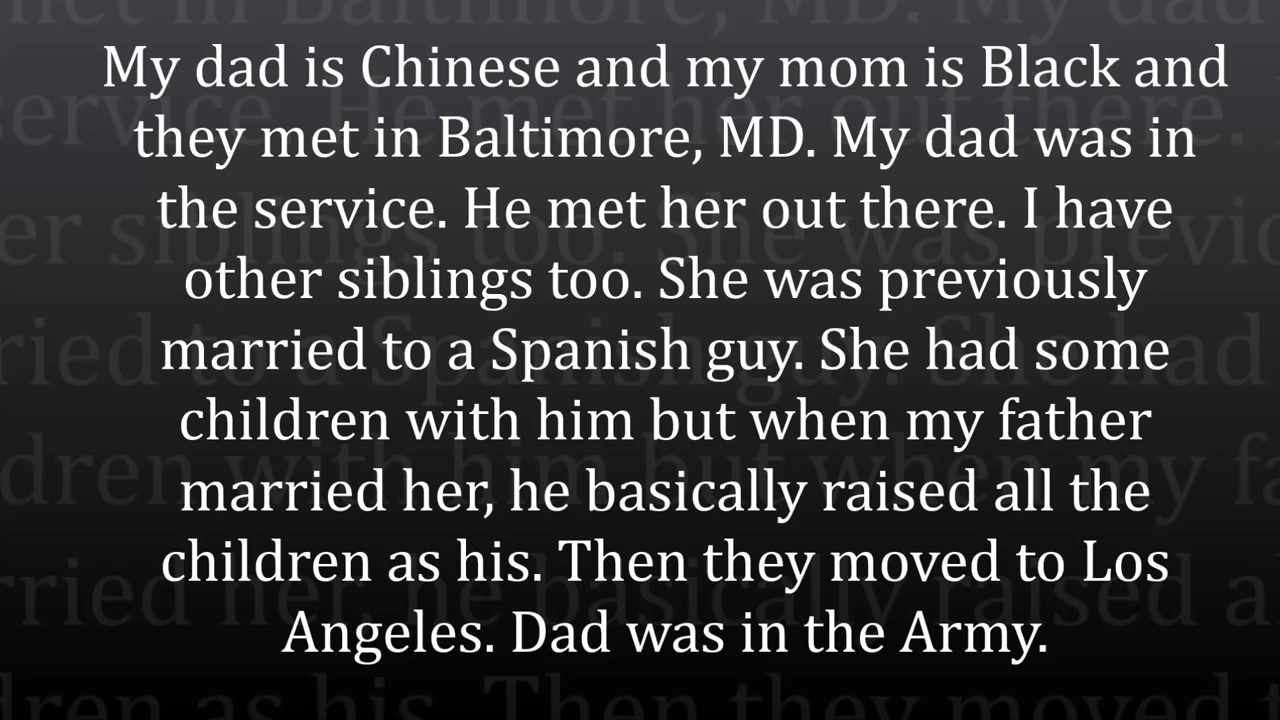 My dad is Chinese and my mom is Black and
they met in Baltimore, MD. My dad was in
the service. He met her out there. I have
other siblings too. She was previously
married to a Spanish guy. She had some
children with him but when my father
married her, he basically raised all the
children as his. Then they moved to Los
Angeles. Dad was in the Army.